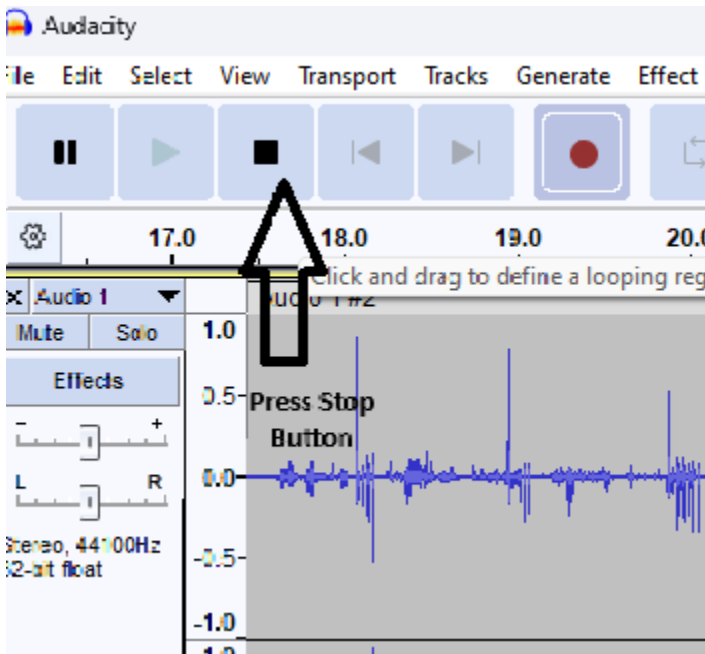 Audacity
File Edit Select View Transport Tracks Generate Effect
17.0 18.0 19.0 20.0
Click and drag to define a looping reg
Audio 1 Audio 1 #2
Mute Solo 1.0
Effects
0.5
Press Stop
Button
- +
0.0
L R
Stereo, 44100Hz
32-bit float
-0.5
-1.0
1.0